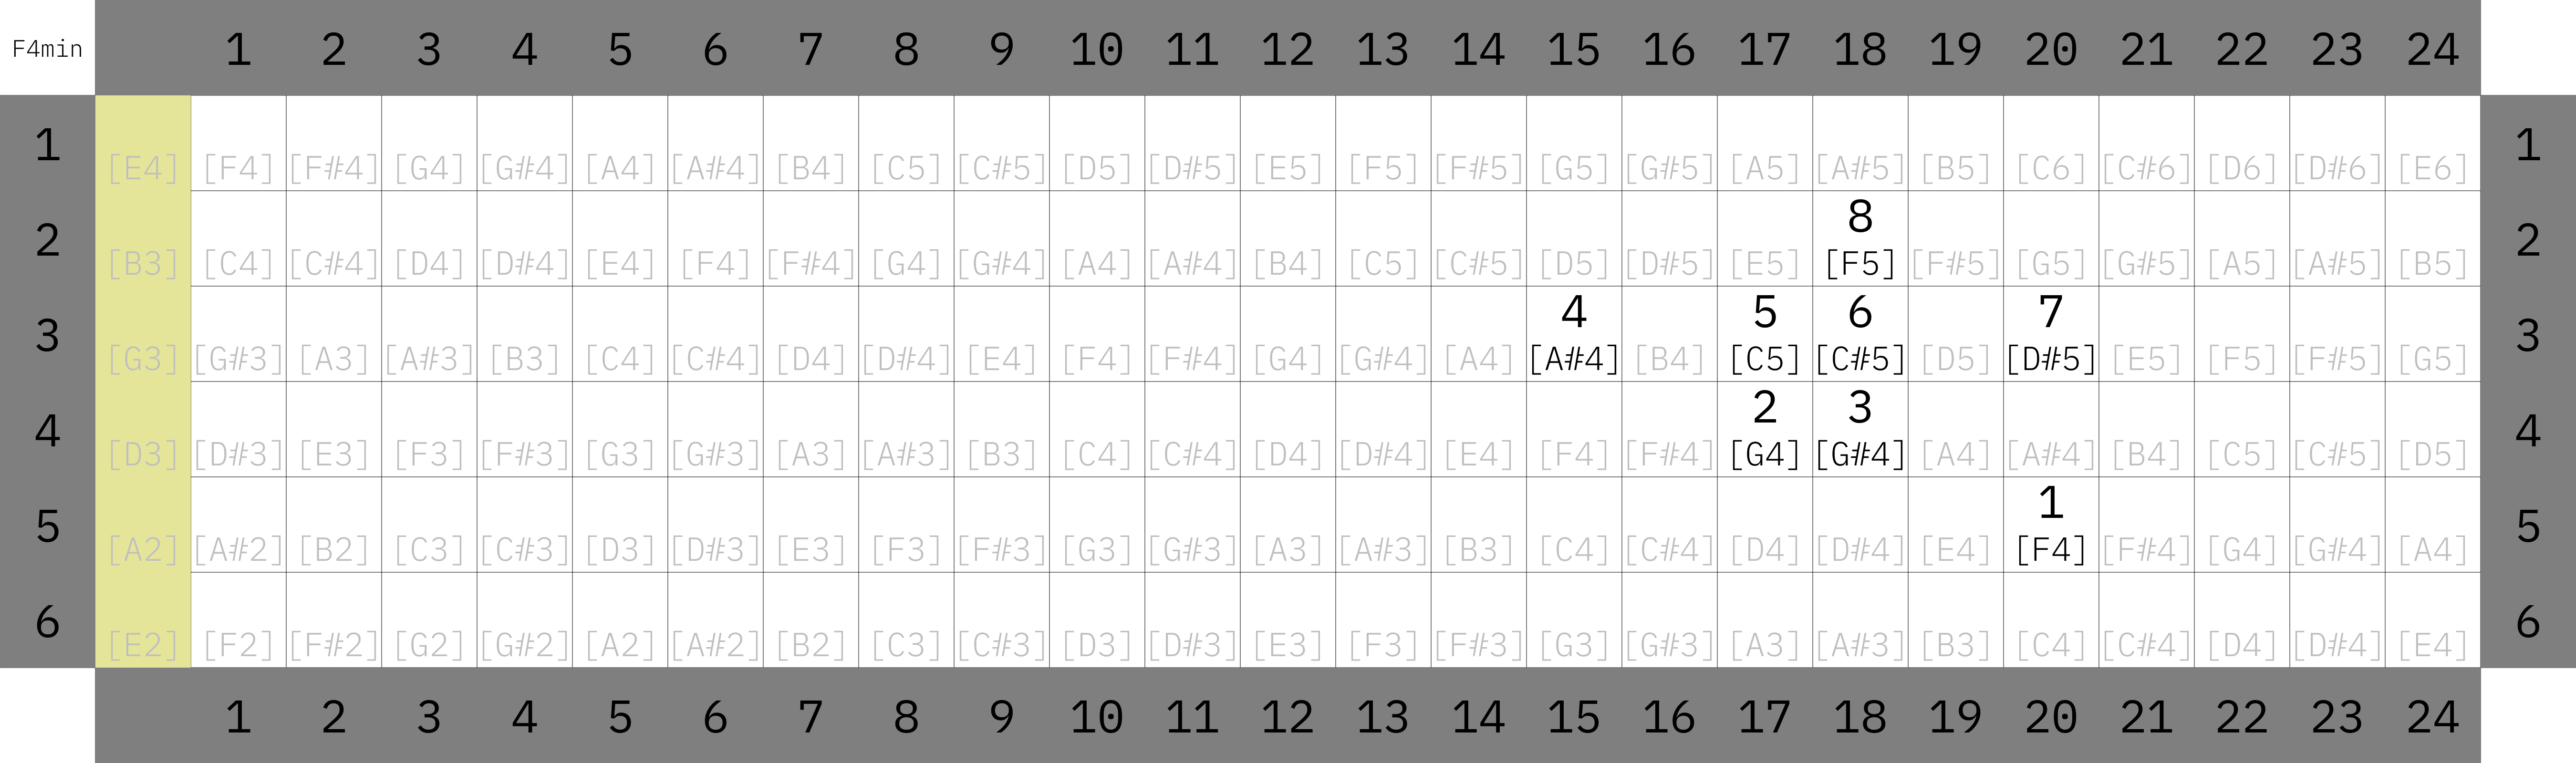 F4min 1 2 3 4 5 6 7 8 9 10 11 12 13 14 15 16 17 18 19 20 21 22 23 24
1 [E4] [F4] [F#4] [G4] [G#4] [A4] [A#4] [B4] [C5] [C#5] [D5] [D#5] [E5] [F5] [F#5] [G5] [G#5] [A5] [A#5] [B5] [C6] [C#6] [D6] [D#6] [E6] 1
8
2 [B3] [C4] [C#4] [D4] [D#4] [E4] [F4] [F#4] [G4] [G#4] [A4] [A#4] [B4] [C5] [C#5] [D5] [D#5] [E5] [F5] [F#5] [G5] [G#5] [A5] [A#5] [B5] 2
4 5 6 7
3 [G3] [G#3] [A3] [A#3] [B3] [C4] [C#4] [D4] [D#4] [E4] [F4] [F#4] [G4] [G#4] [A4] [A#4] [B4] [C5] [C#5] [D5] [D#5] [E5] [F5] [F#5] [G5] 3
2 3
4 [D3] [D#3] [E3] [F3] [F#3] [G3] [G#3] [A3] [A#3] [B3] [C4] [C#4] [D4] [D#4] [E4] [F4] [F#4] [G4] [G#4] [A4] [A#4] [B4] [C5] [C#5] [D5] 4
1
5 [A2] [A#2] [B2] [C3] [C#3] [D3] [D#3] [E3] [F3] [F#3] [G3] [G#3] [A3] [A#3] [B3] [C4] [C#4] [D4] [D#4] [E4] [F4] [F#4] [G4] [G#4] [A4] 5
6 [E2] [F2] [F#2] [G2] [G#2] [A2] [A#2] [B2] [C3] [C#3] [D3] [D#3] [E3] [F3] [F#3] [G3] [G#3] [A3] [A#3] [B3] [C4] [C#4] [D4] [D#4] [E4] 6
1 2 3 4 5 6 7 8 9 10 11 12 13 14 15 16 17 18 19 20 21 22 23 24